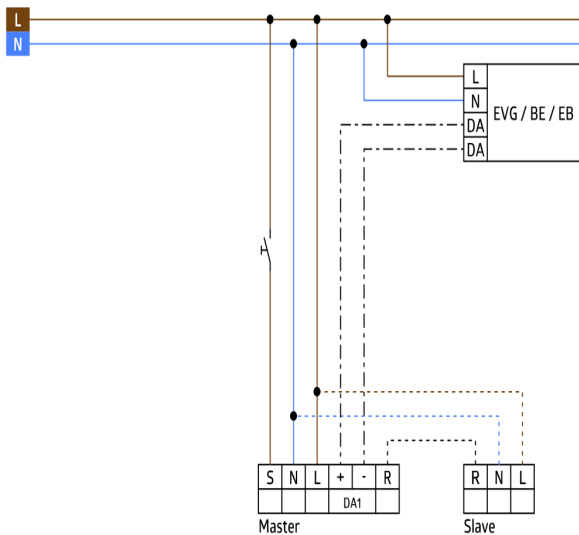 L
N
L
N
DA
DA
EVG / BE / EB
S N L + - R
DA1
Master
R N L
Slave